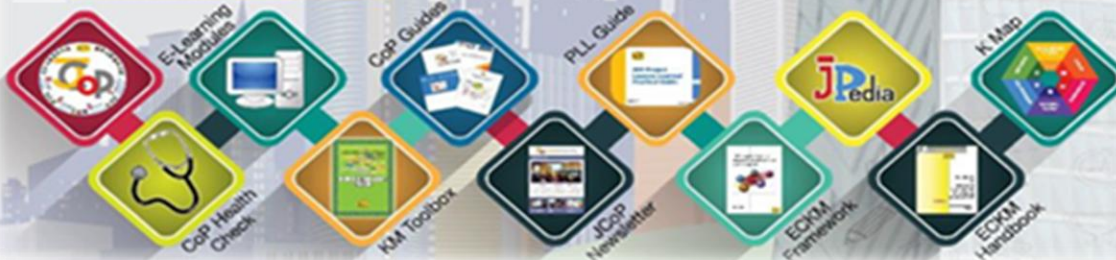 CoP
CoP Health
Check
E-Learning
Modules
KM Toolbox
CoP Guides
JCoP
Newsletter
PLL Guide
ECKM
Framework
JPedia
ECKM
Handbook
K Map